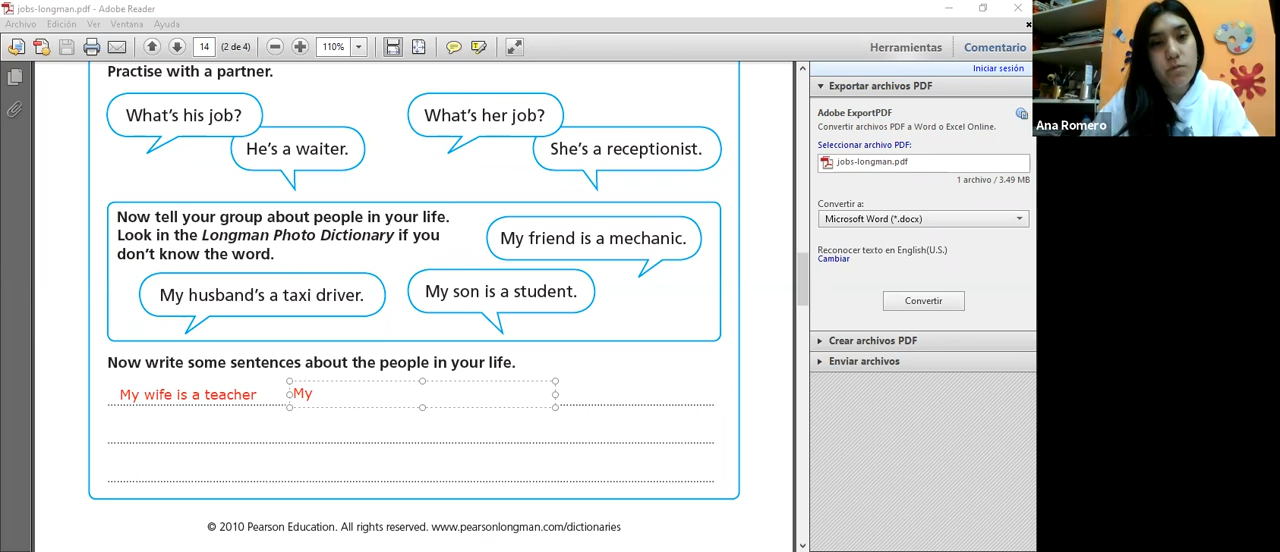 jobs-longman.pdf - Adobe Reader
Archivo Edición Ver Ventana Ayuda
14 (2 de 4) 110% Herramientas Comentario
Iniciar sesión
Practise with a partner.
What's his job?
He's a waiter.
What's her job?
She's a receptionist.
Now tell your group about people in your life.
Look in the Longman Photo Dictionary if you
don't know the word.
My friend is a mechanic.
My husband's a taxi driver.
My son is a student.
Now write some sentences about the people in your life.
My wife is a teacher My
© 2010 Pearson Education. All rights reserved. www.pearsonlongman.com/dictionaries
Exportar archivos PDF
Adobe ExportPDF
Convertir archivos PDF a Word o Excel Online.
Seleccionar archivo PDF:
jobs-longman.pdf
1 archivo / 3.49 MB
Convertir a:
Microsoft Word (*.docx)
Reconocer texto en English(U.S.)
Cambiar
Convertir
Crear archivos PDF
Enviar archivos
Ana Romero